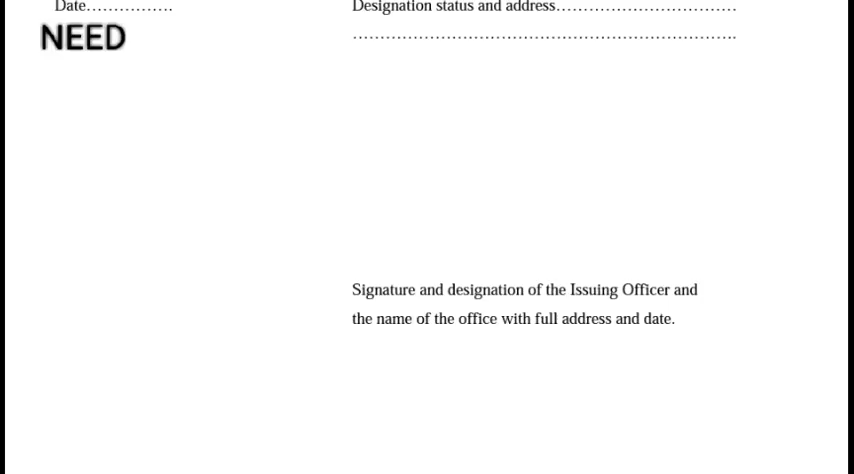 Date……………. Designation status and address……………………………
NEED
…………………………………………………………….
Signature and designation of the Issuing Officer and
the name of the office with full address and date.